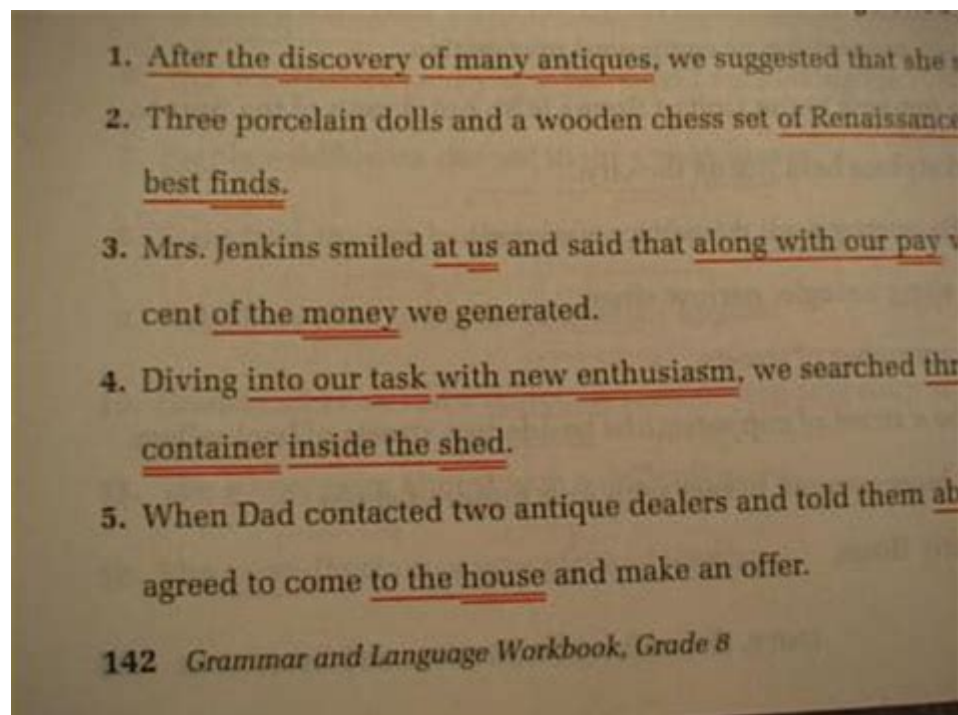 1. After the discovery of many antiques, we suggested that she
2. Three porcelain dolls and a wooden chess set of Renaissance
best finds.
3. Mrs. Jenkins smiled at us and said that along with our pay
cent of the money we generated.
4. Diving into our task with new enthusiasm, we searched thr
container inside the shed.
5. When Dad contacted two antique dealers and told them ab
agreed to come to the house and make an offer.
142 Grammar and Language Workbook, Grade 8